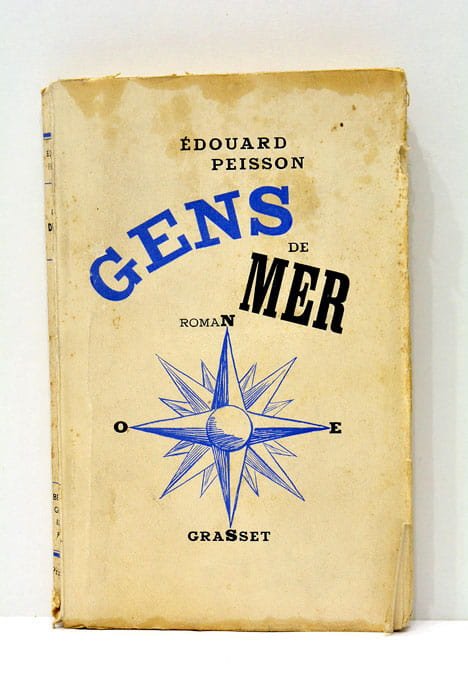 ÉDOUARD
PEISSON
GENS
DE
MER
ROMAN
O E
GRASSET